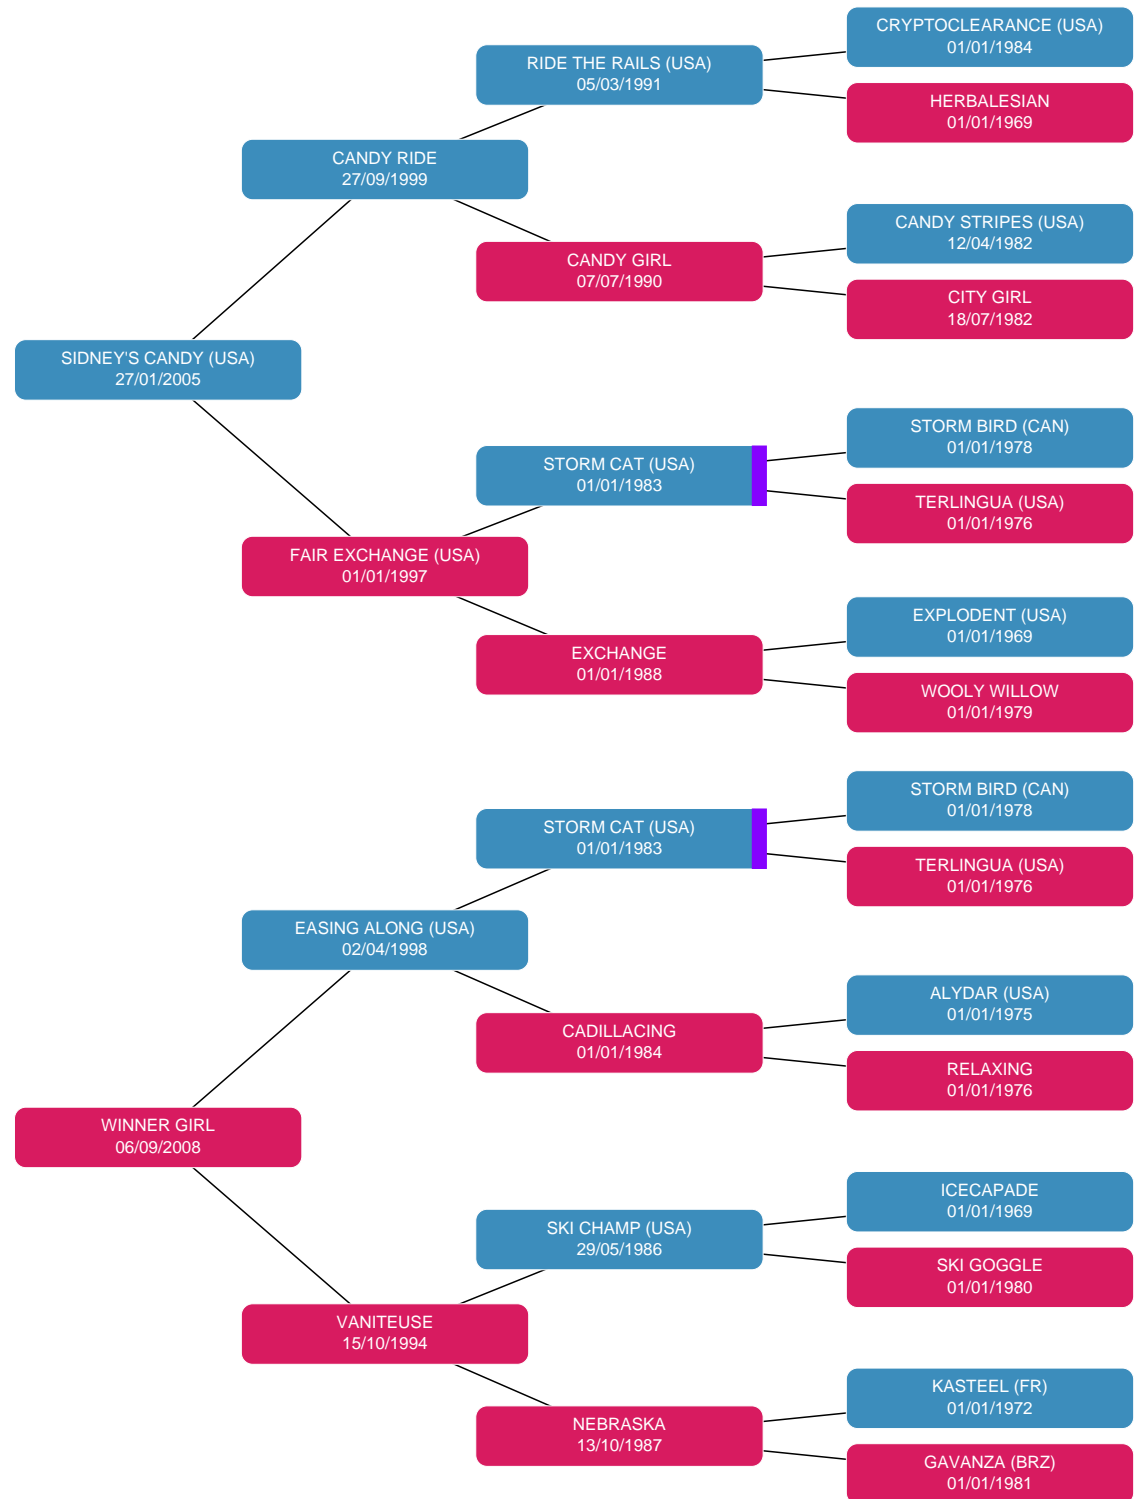 CRYPTOCLEARANCE (USA)
01/01/1984
RIDE THE RAILS (USA)
05/03/1991
HERBALESIAN
01/01/1969
CANDY RIDE
27/09/1999
CANDY STRIPES (USA)
12/04/1982
CANDY GIRL
07/07/1990
CITY GIRL
18/07/1982
SIDNEY'S CANDY (USA)
27/01/2005
STORM BIRD (CAN)
01/01/1978
STORM CAT (USA)
01/01/1983
TERLINGUA (USA)
01/01/1976
FAIR EXCHANGE (USA)
01/01/1997
EXPLODENT (USA)
01/01/1969
EXCHANGE
01/01/1988
WOOLY WILLOW
01/01/1979
STORM BIRD (CAN)
01/01/1978
STORM CAT (USA)
01/01/1983
TERLINGUA (USA)
01/01/1976
EASING ALONG (USA)
02/04/1998
ALYDAR (USA)
01/01/1975
CADILLACING
01/01/1984
RELAXING
01/01/1976
WINNER GIRL
06/09/2008
ICECAPADE
01/01/1969
SKI CHAMP (USA)
29/05/1986
SKI GOGGLE
01/01/1980
VANITEUSE
15/10/1994
KASTEEL (FR)
01/01/1972
NEBRASKA
13/10/1987
GAVANZA (BRZ)
01/01/1981